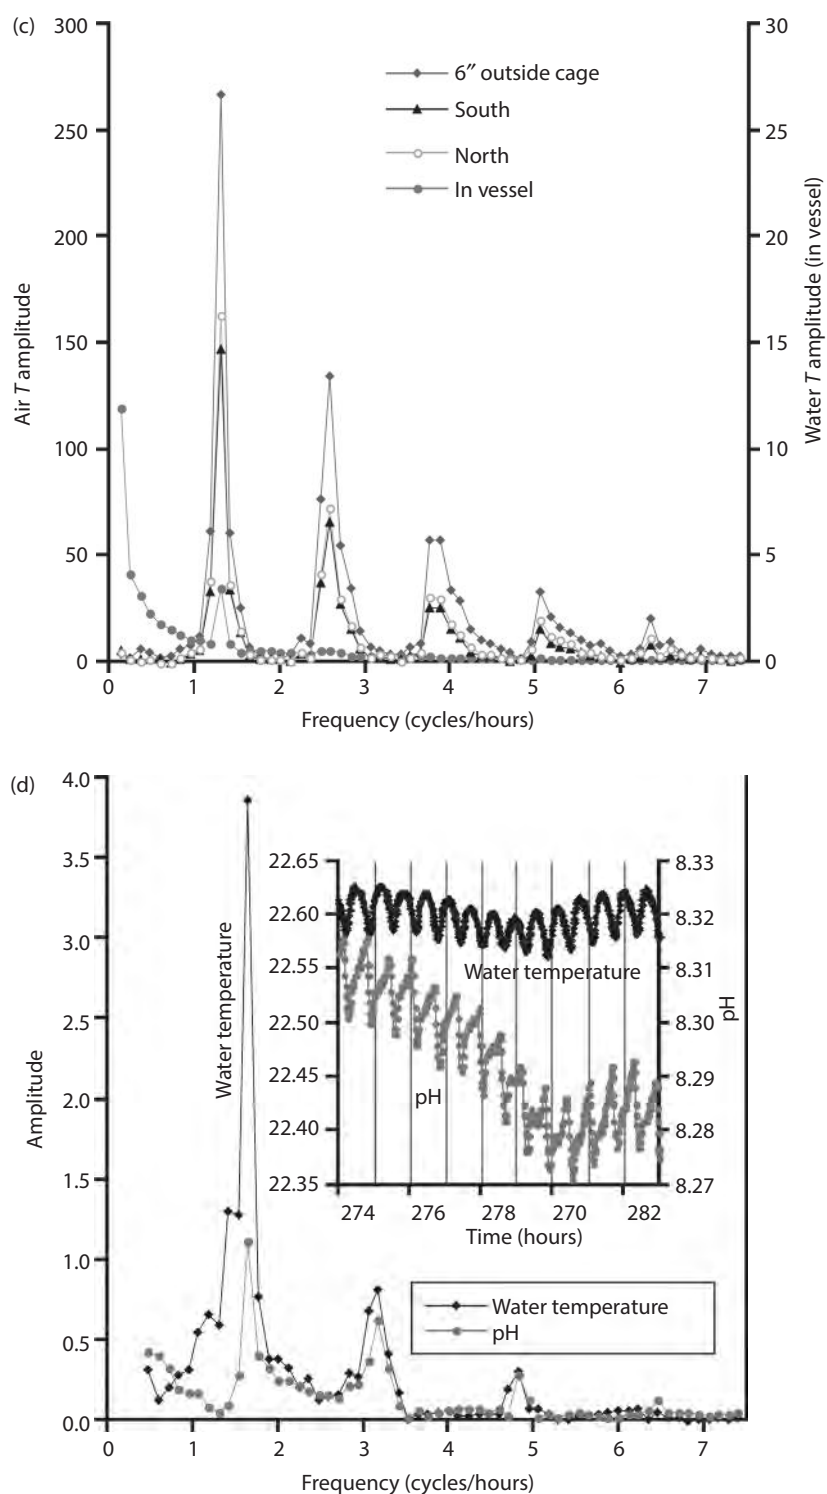 (c)
300
250
200
150
100
50
0
Air T amplitude
30
25
20
15
10
5
0
Water T amplitude (in vessel)
6″ outside cage
South
North
In vessel
0 1 2 3 4 5 6 7
Frequency (cycles/hours)
(d)
4.0
3.5
3.0
2.5
2.0
1.5
1.0
0.5
0.0
Amplitude
Water temperature
22.65
22.60
22.55
22.50
22.45
22.40
22.35
8.33
8.32
8.31
8.30
8.29
8.28
8.27
pH
Water temperature
pH
274 276 278 270 282
Time (hours)
Water temperature
pH
0 1 2 3 4 5 6 7
Frequency (cycles/hours)